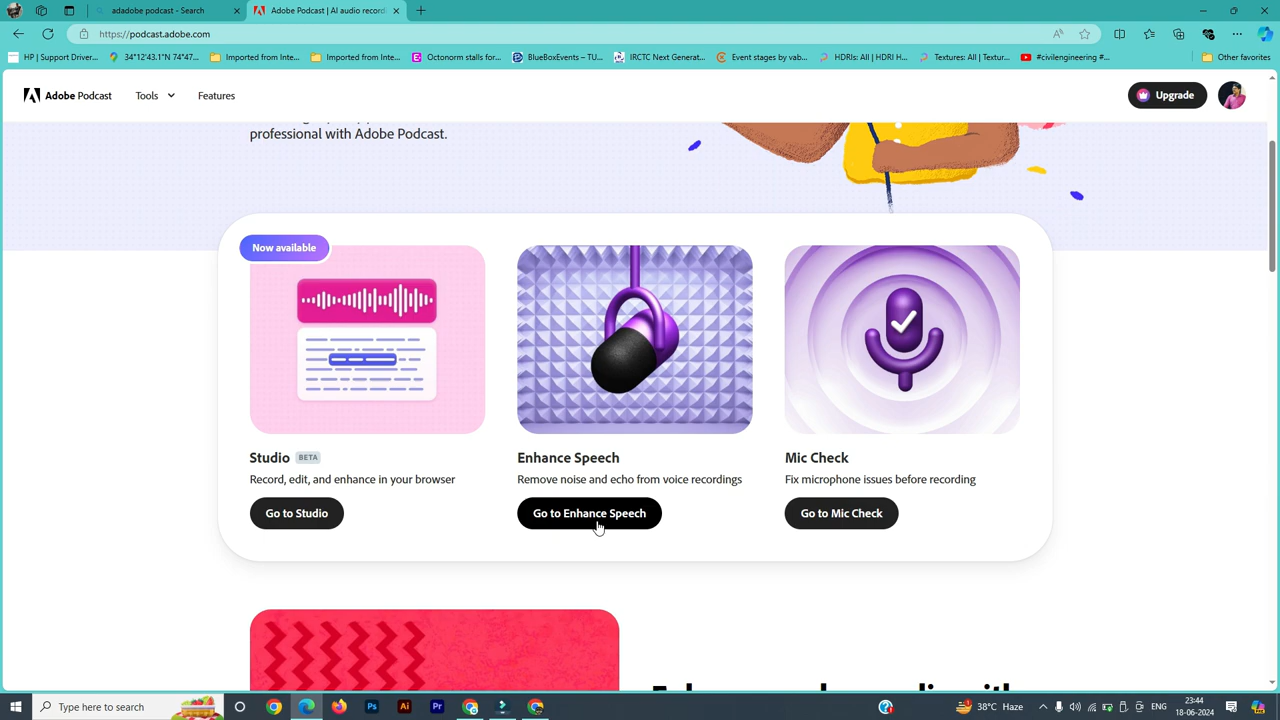 adadobe podcast - Search
Adobe Podcast | AI audio record
https://podcast.adobe.com
HP | Support Driver...
34°12'43.1"N 74°47...
Imported from Inte...
Imported from Inte...
Octonorm stalls for...
BlueBoxEvents – TU...
IRCTC Next Generat...
Event stages by vab...
HDRIs: All | HDRI H...
Textures: All | Textur...
#civilengineering #...
Other favorites
Adobe Podcast
Tools
Features
Upgrade
professional with Adobe Podcast.
Now available
Studio BETA
Record, edit, and enhance in your browser
Go to Studio
Enhance Speech
Remove noise and echo from voice recordings
Go to Enhance Speech
Mic Check
Fix microphone issues before recording
Go to Mic Check
Type here to search
Ps
Ai
Pr
38°C Haze
23:44
18-06-2024